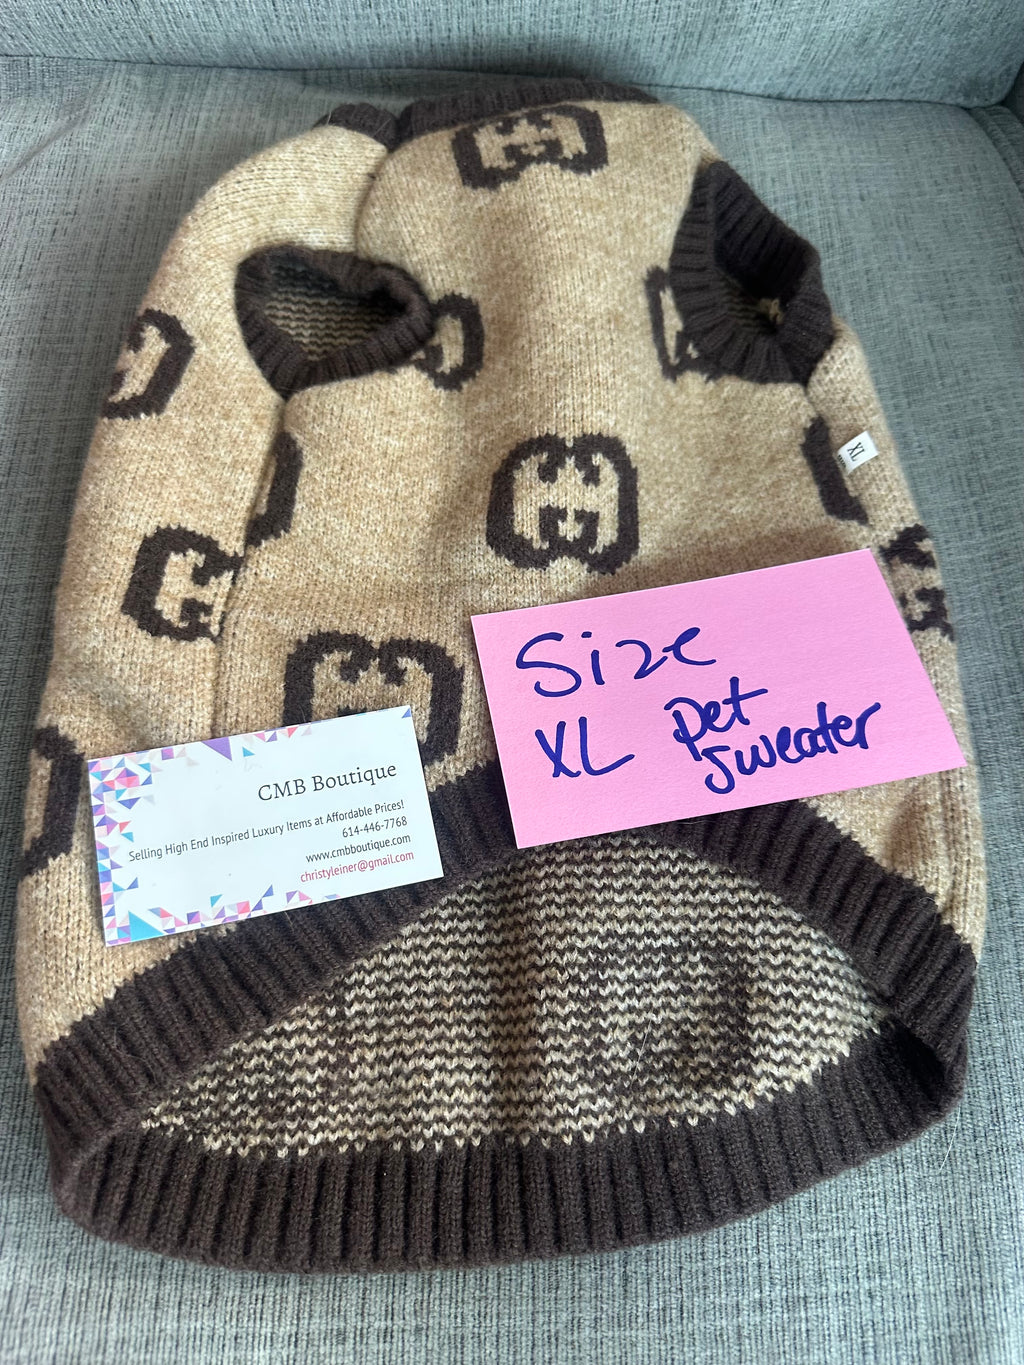 XL
Size
XL pet
sweater
CMB Boutique
Selling High End Inspired Luxury Items at Affordable Prices!
614-446-7768
www.cmbboutique.com
christyleiner@gmail.com